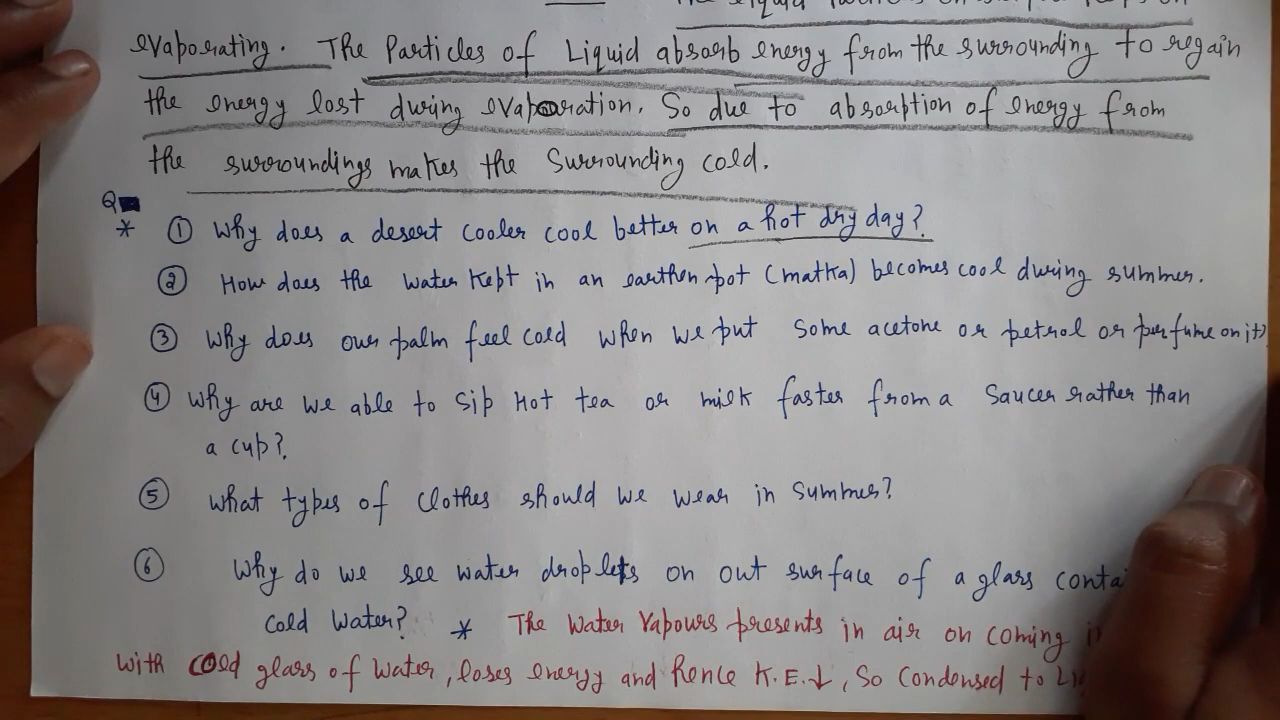 evaporating. The Particles of Liquid absorb energy from the surrounding to regain
the energy lost during evaporation. So due to absorption of energy from
the surroundings makes the Surrounding cold.
Q
* ① Why does a desert cooler cool better on a hot dry day?
② How does the water kept in an earthen pot (matka) becomes cool during summer.
③ Why does our palm feel cold when we put some acetone or petrol or perfume on it?
④ Why are we able to sip Hot tea or milk faster from a saucer rather than
a cup?
⑤ What types of clothes should we wear in summer?
⑥ Why do we see water droplets on out surface of a glass
cold water? * The water vapours presents in air on coming
with cold glass of water, loses energy and hence K.E.↓, So condensed to